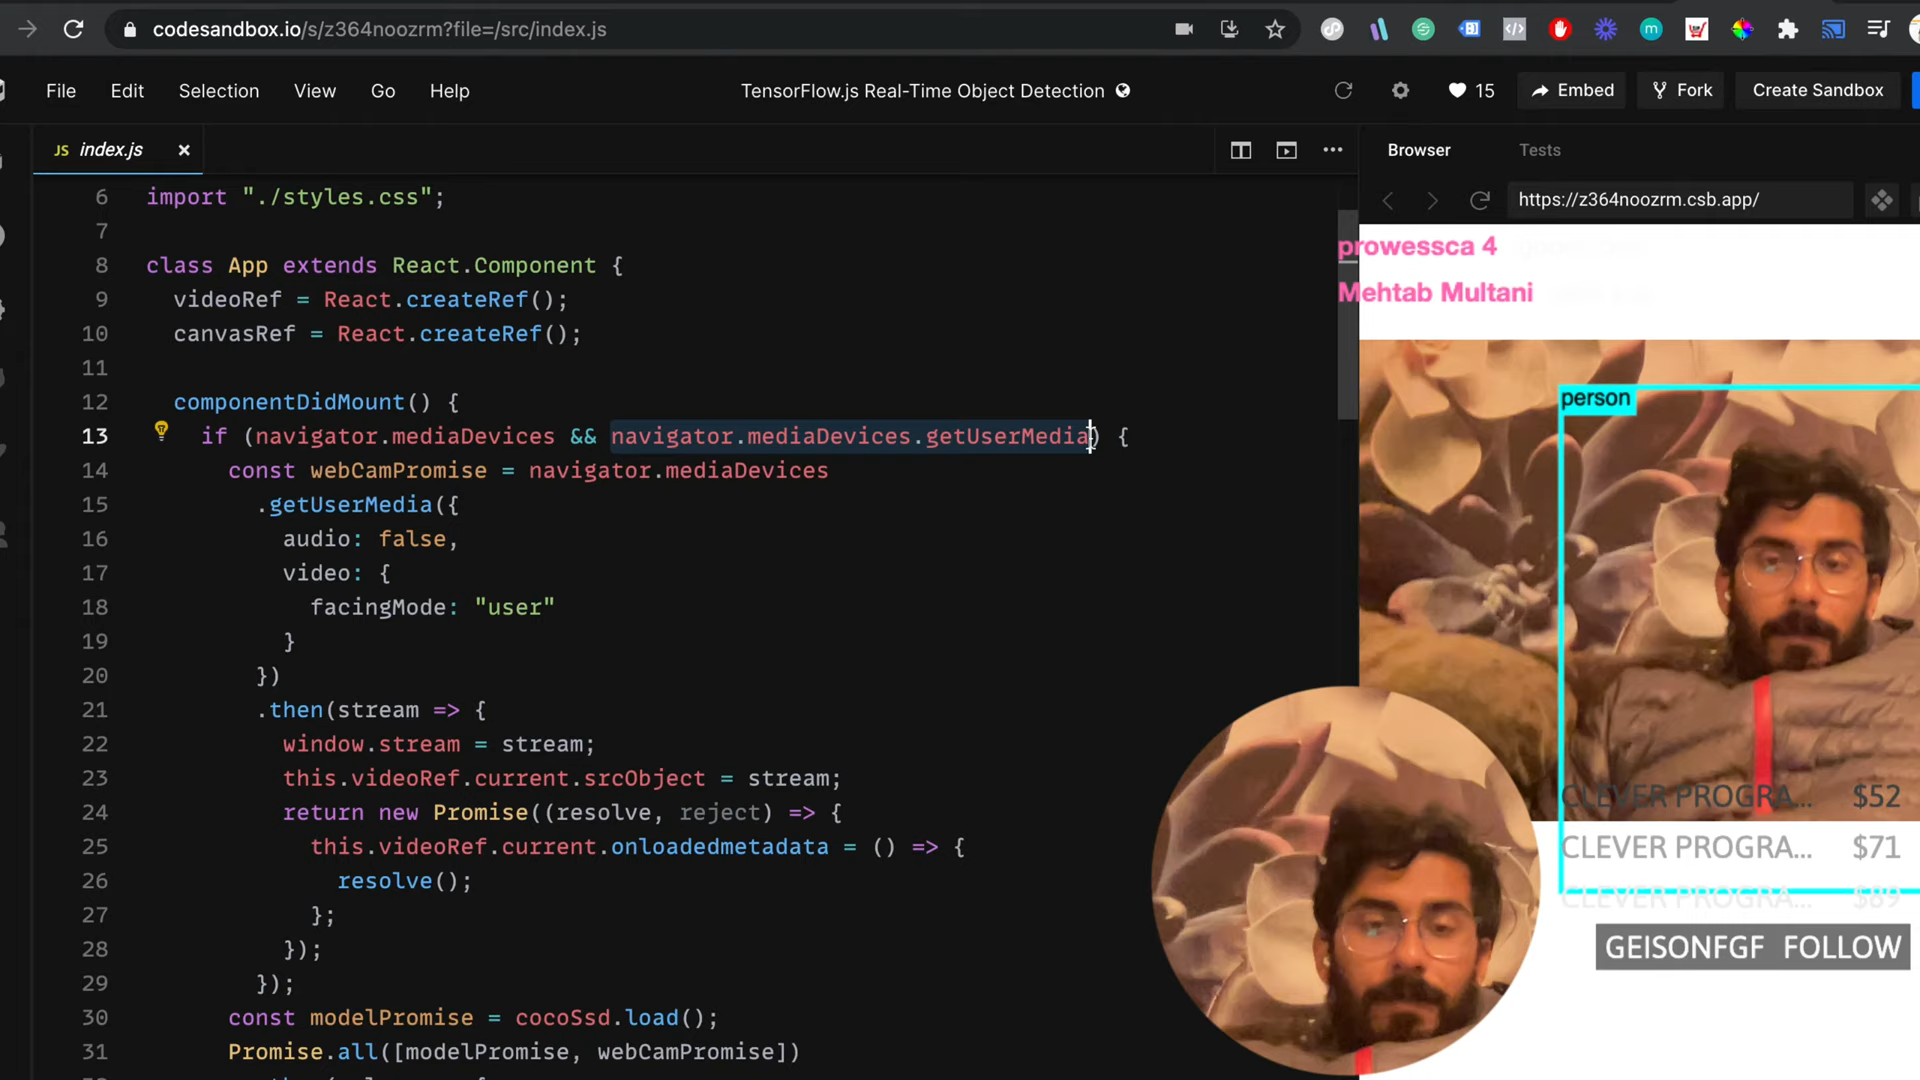 codesandbox.io/s/z364noozrm?file=/src/index.js
File Edit Selection View Go Help
TensorFlow.js Real-Time Object Detection
15
Embed
Fork
Create Sandbox
JS index.js
Browser
Tests
https://z364noozrm.csb.app/
6 import "./styles.css";
7
8 class App extends React.Component {
9 videoRef = React.createRef();
10 canvasRef = React.createRef();
11
12 componentDidMount() {
13 if (navigator.mediaDevices && navigator.mediaDevices.getUserMedia) {
14 const webCamPromise = navigator.mediaDevices
15 .getUserMedia({
16 audio: false,
17 video: {
18 facingMode: "user"
19 }
20 })
21 .then(stream => {
22 window.stream = stream;
23 this.videoRef.current.srcObject = stream;
24 return new Promise((resolve, reject) => {
25 this.videoRef.current.onloadedmetadata = () => {
26 resolve();
27 };
28 });
29 });
30 const modelPromise = cocoSsd.load();
31 Promise.all([modelPromise, webCamPromise])
prowessca 4
Mehtab Multani
person
CLEVER PROGRA... $52
CLEVER PROGRA... $71
CLEVER PROGRA... $89
GEISONFGF FOLLOW